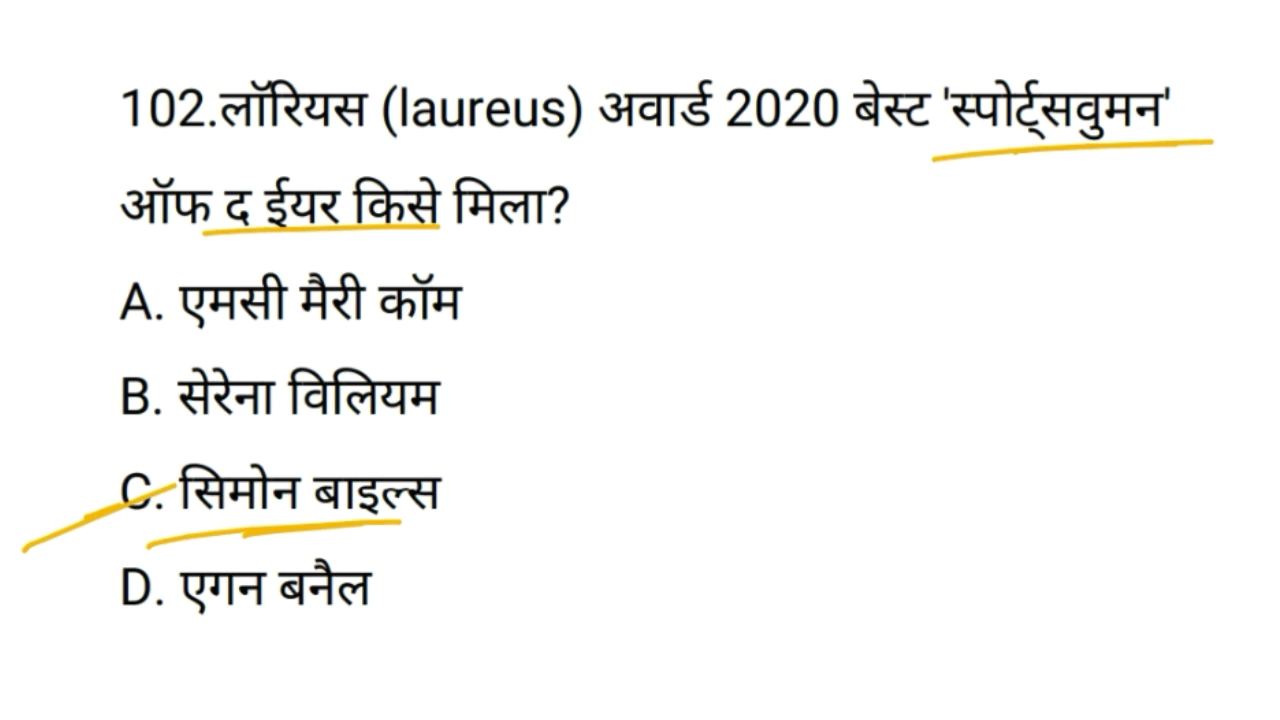 102.लॉरियस (laureus) अवार्ड 2020 बेस्ट 'स्पोर्ट्सवुमन'
ऑफ द ईयर किसे मिला?
A. एमसी मैरी कॉम
B. सेरेना विलियम
C. सिमोन बाइल्स
D. एगन बनैल